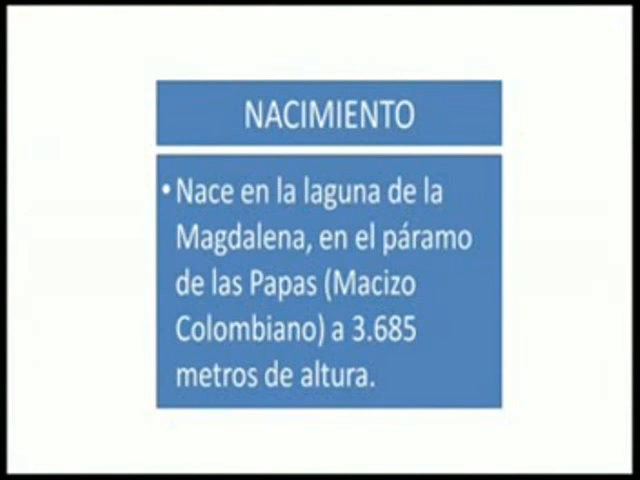 NACIMIENTO
• Nace en la laguna de la
Magdalena, en el páramo
de las Papas (Macizo
Colombiano) a 3.685
metros de altura.